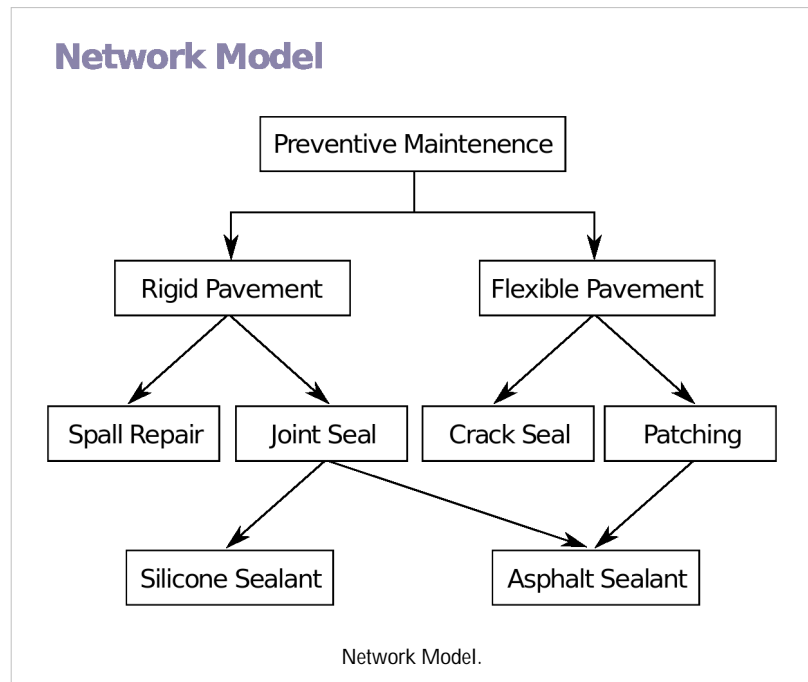 Network Model
Preventive Maintenence
Rigid Pavement
Flexible Pavement
Spall Repair
Joint Seal
Crack Seal
Patching
Silicone Sealant
Asphalt Sealant
Network Model.